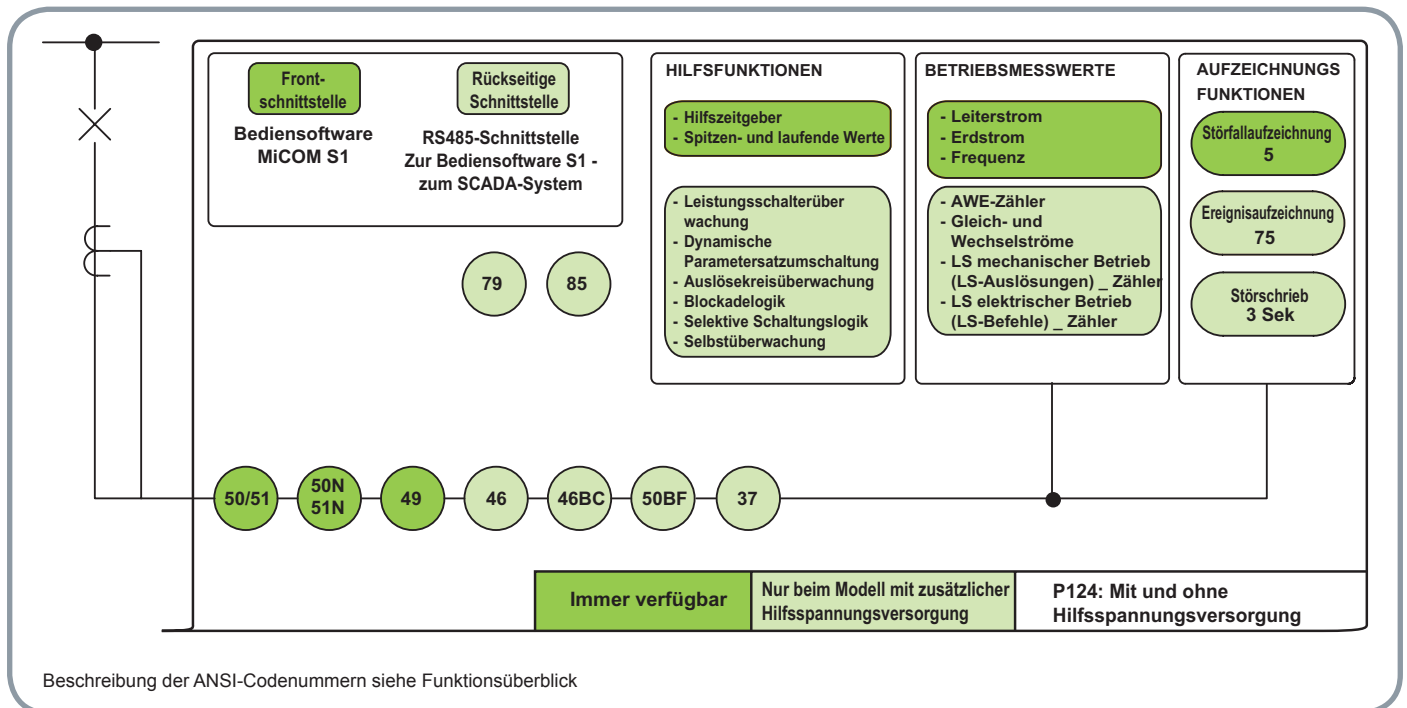 Front-
schnittstelle
Bediensoftware
MiCOM S1
Rückseitige
Schnittstelle
RS485-Schnittstelle
Zur Bediensoftware S1 -
zum SCADA-System
79
85
HILFSFUNKTIONEN
- Hilfszeitgeber
- Spitzen- und laufende Werte
- Leistungsschalterüber
wachung
- Dynamische
Parametersatzumschaltung
- Auslösekreisüberwachung
- Blockadelogik
- Selektive Schaltungslogik
- Selbstüberwachung
BETRIEBSMESSWERTE
- Leiterstrom
- Erdstrom
- Frequenz
- AWE-Zähler
- Gleich- und
Wechselströme
- LS mechanischer Betrieb
(LS-Auslösungen) _ Zähler
- LS elektrischer Betrieb
(LS-Befehle) _ Zähler
AUFZEICHNUNGS
FUNKTIONEN
Störfallaufzeichnung
5
Ereignisaufzeichnung
75
Störschrieb
3 Sek
50/51
50N
51N
49
46
46BC
50BF
37
Immer verfügbar
Nur beim Modell mit zusätzlicher
Hilfsspannungsversorgung
P124: Mit und ohne
Hilfsspannungsversorgung
Beschreibung der ANSI-Codenummern siehe Funktionsüberblick